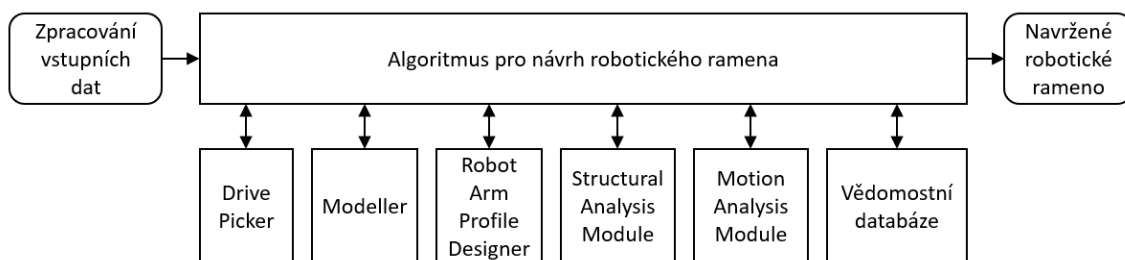 Zpracování
vstupních
dat
Algoritmus pro návrh robotického ramena
Navržené
robotické
rameno
Drive
Picker
Modeller
Robot
Arm
Profile
Designer
Structural
Analysis
Module
Motion
Analysis
Module
Vědomostní
databáze